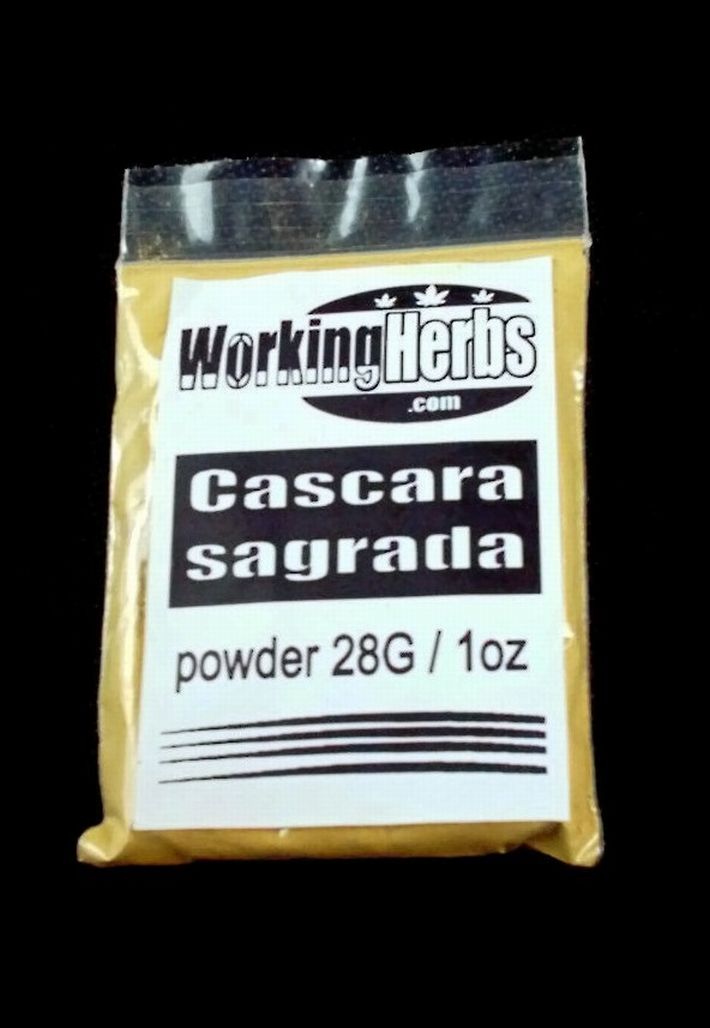 WorkingHerbs
.com
Cascara
sagrada
powder 28G / 1oz